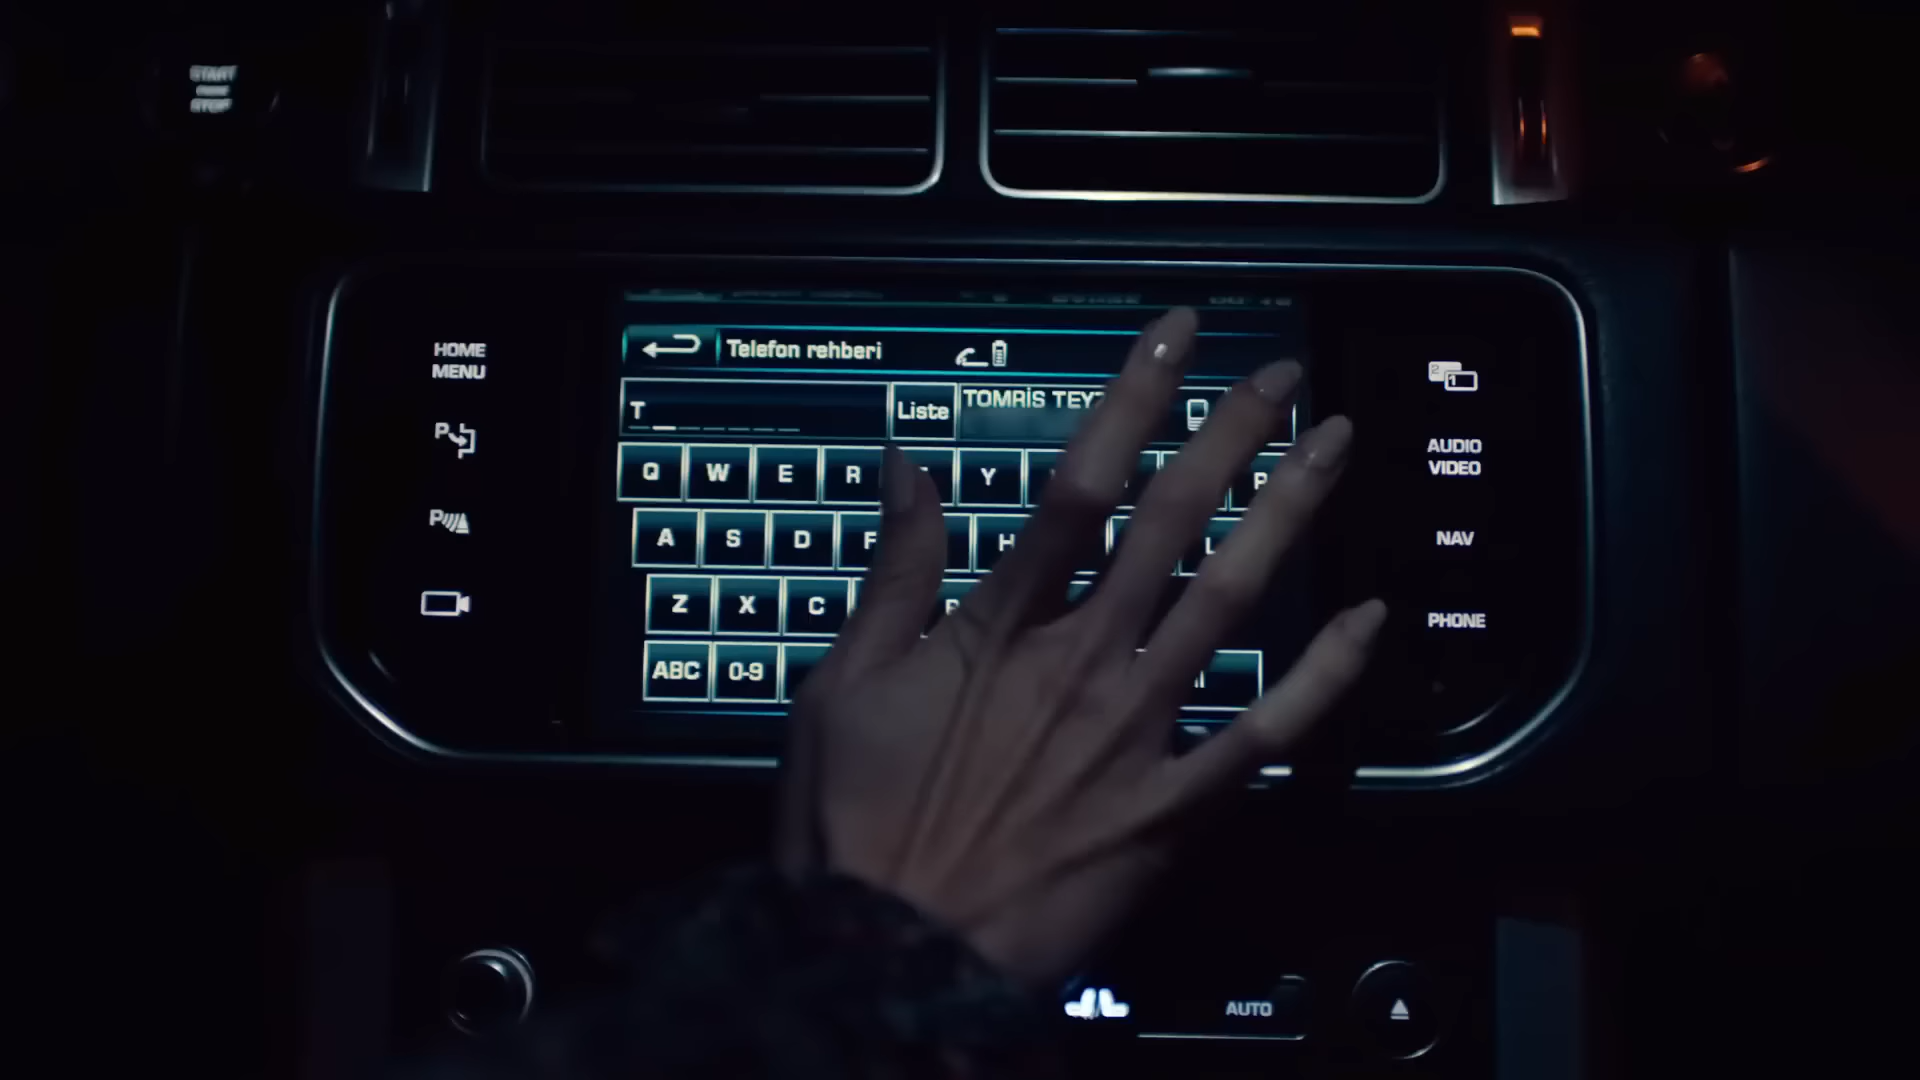 START
STOP
HOME
MENU
Telefon rehberi
T
Liste
TOMRİS TEY
Q W E R Y
A S D F H L
Z X C
ABC 0-9
AUDIO
VIDEO
NAV
PHONE
AUTO